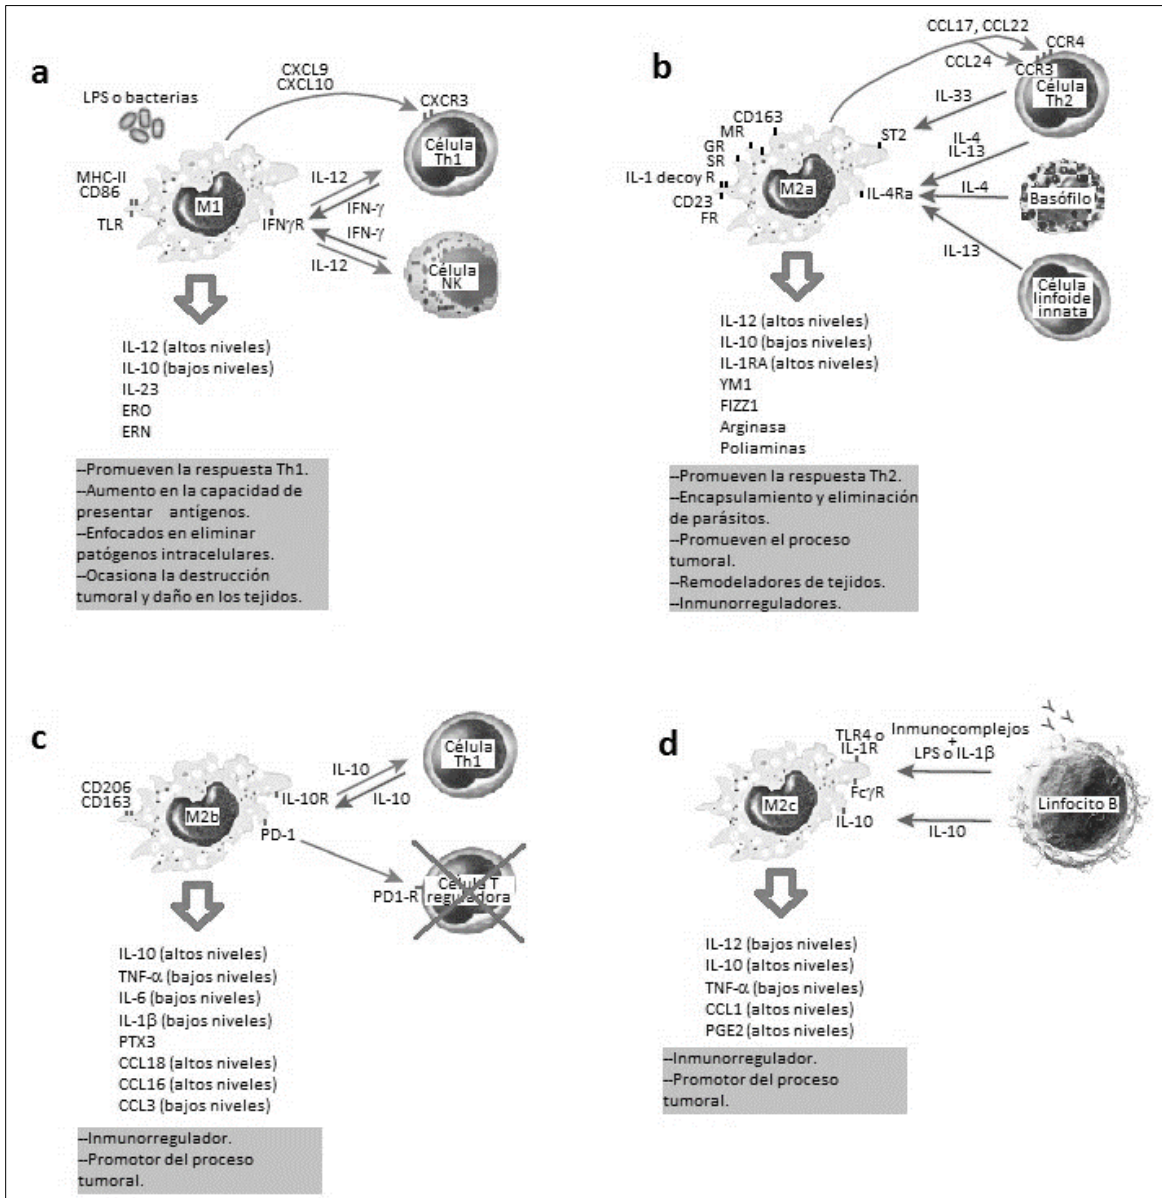 a
LPS o bacterias
CXCL9
CXCL10
CXCR3
Célula
Th1
MHC-II
CD86
TLR
M1
IL-12
IFN-γ
IFNγR
IFN-γ
IL-12
Célula
NK
IL-12 (altos niveles)
IL-10 (bajos niveles)
IL-23
ERO
ERN
--Promueven la respuesta Th1.
--Aumento en la capacidad de
presentar antígenos.
--Enfocados en eliminar
patógenos intracelulares.
--Ocasiona la destrucción
tumoral y daño en los tejidos.
b
CCL17, CCL22
CCR4
CCL24
CCR3
Célula
Th2
IL-33
CD163
MR
GR
SR
IL-1 decoy R
CD23
FR
M2a
ST2
IL-4
IL-13
IL-4Ra
IL-4
Basófilo
IL-13
Célula
linfoide
innata
IL-12 (altos niveles)
IL-10 (bajos niveles)
IL-1RA (altos niveles)
YM1
FIZZ1
Arginasa
Poliaminas
--Promueven la respuesta Th2.
--Encapsulamiento y eliminación
de parásitos.
--Promueven el proceso
tumoral.
--Remodeladores de tejidos.
--Inmunorreguladores.
c
Célula
Th1
CD206
CD163
M2b
IL-10
IL-10R
IL-10
PD-1
PD1-R
Célula T
reguladora
IL-10 (altos niveles)
TNF-α (bajos niveles)
IL-6 (bajos niveles)
IL-1β (bajos niveles)
PTX3
CCL18 (altos niveles)
CCL16 (altos niveles)
CCL3 (bajos niveles)
--Inmunorregulador.
--Promotor del proceso
tumoral.
d
TLR4 o
IL-1R
Inmunocomplejos
+
LPS o IL-1β
M2c
FcγR
IL-10
IL-10
Linfocito B
IL-12 (bajos niveles)
IL-10 (altos niveles)
TNF-α (bajos niveles)
CCL1 (altos niveles)
PGE2 (altos niveles)
--Inmunorregulador.
--Promotor del proceso
tumoral.